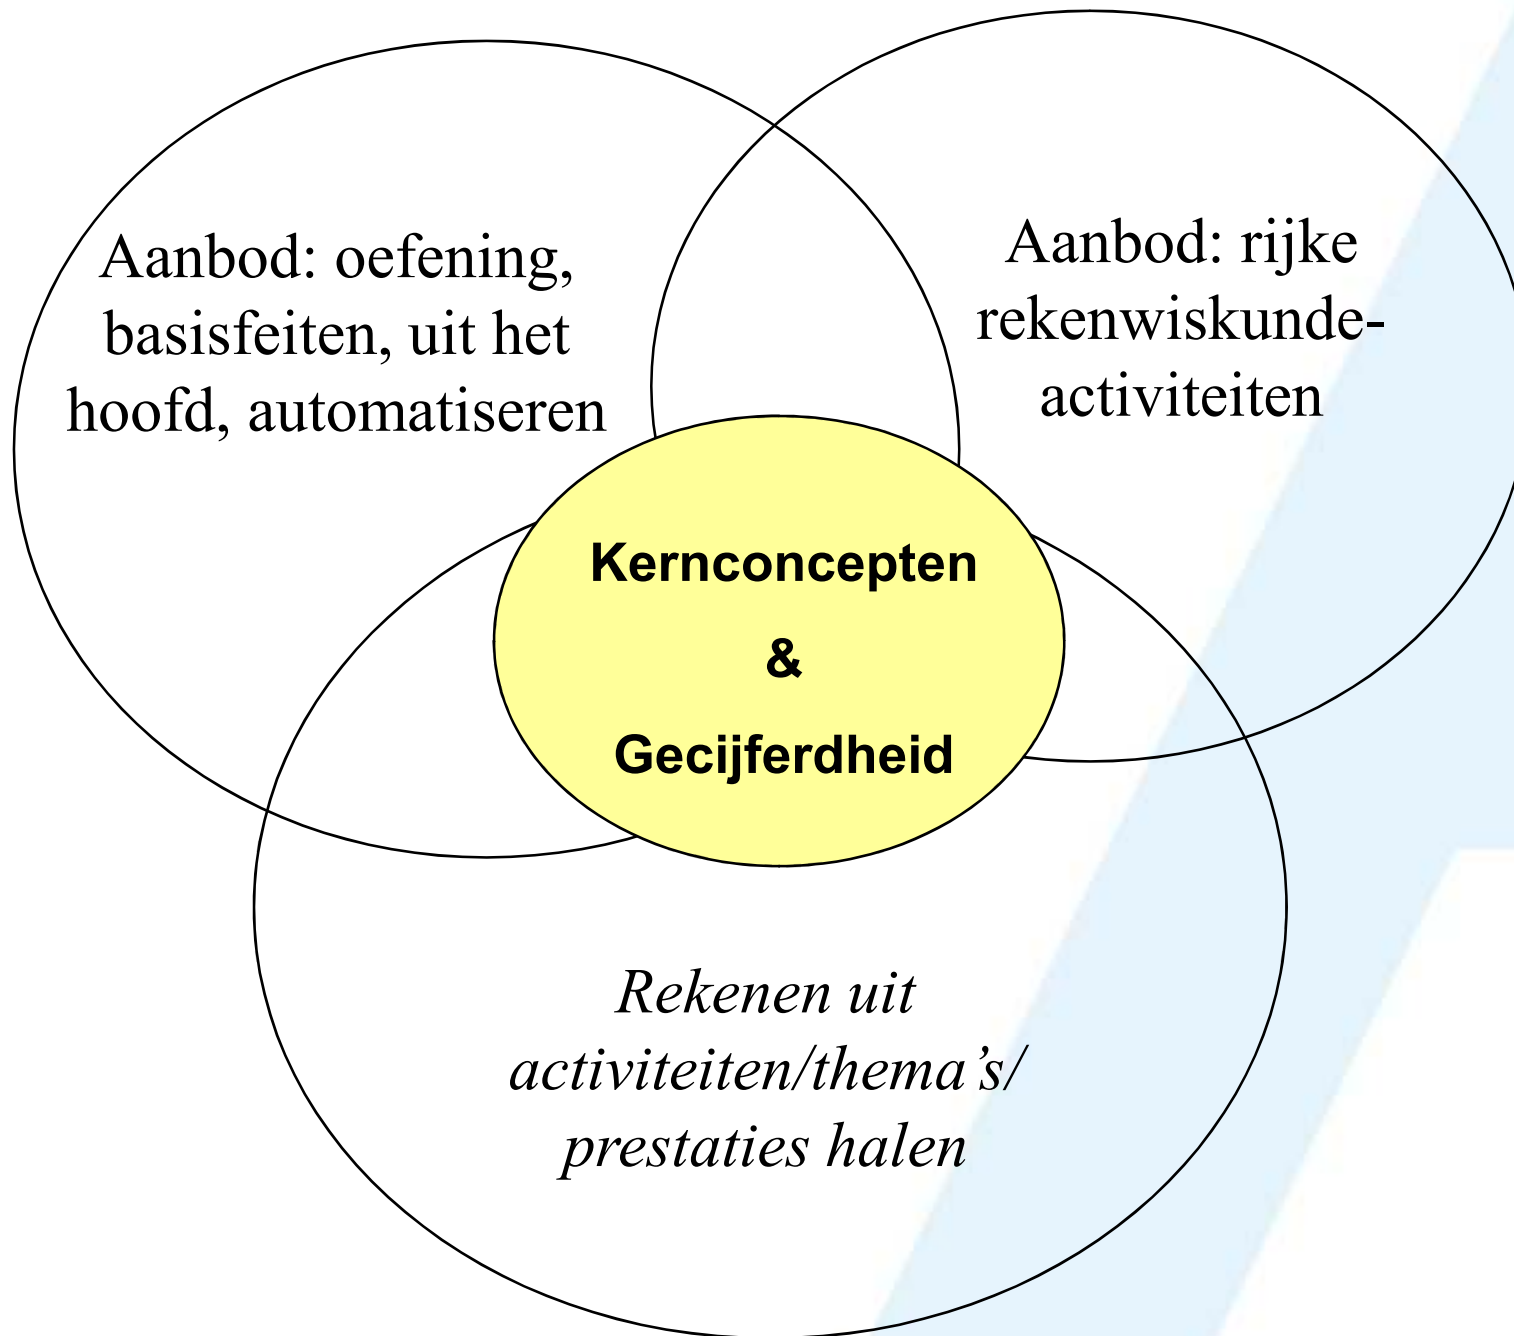 Aanbod: oefening,
basisfeiten, uit het
hoofd, automatiseren
Aanbod: rijke
rekenwiskunde-
activiteiten
Kernconcepten
&
Gecijferdheid
Rekenen uit
activiteiten/thema’s/
prestaties halen